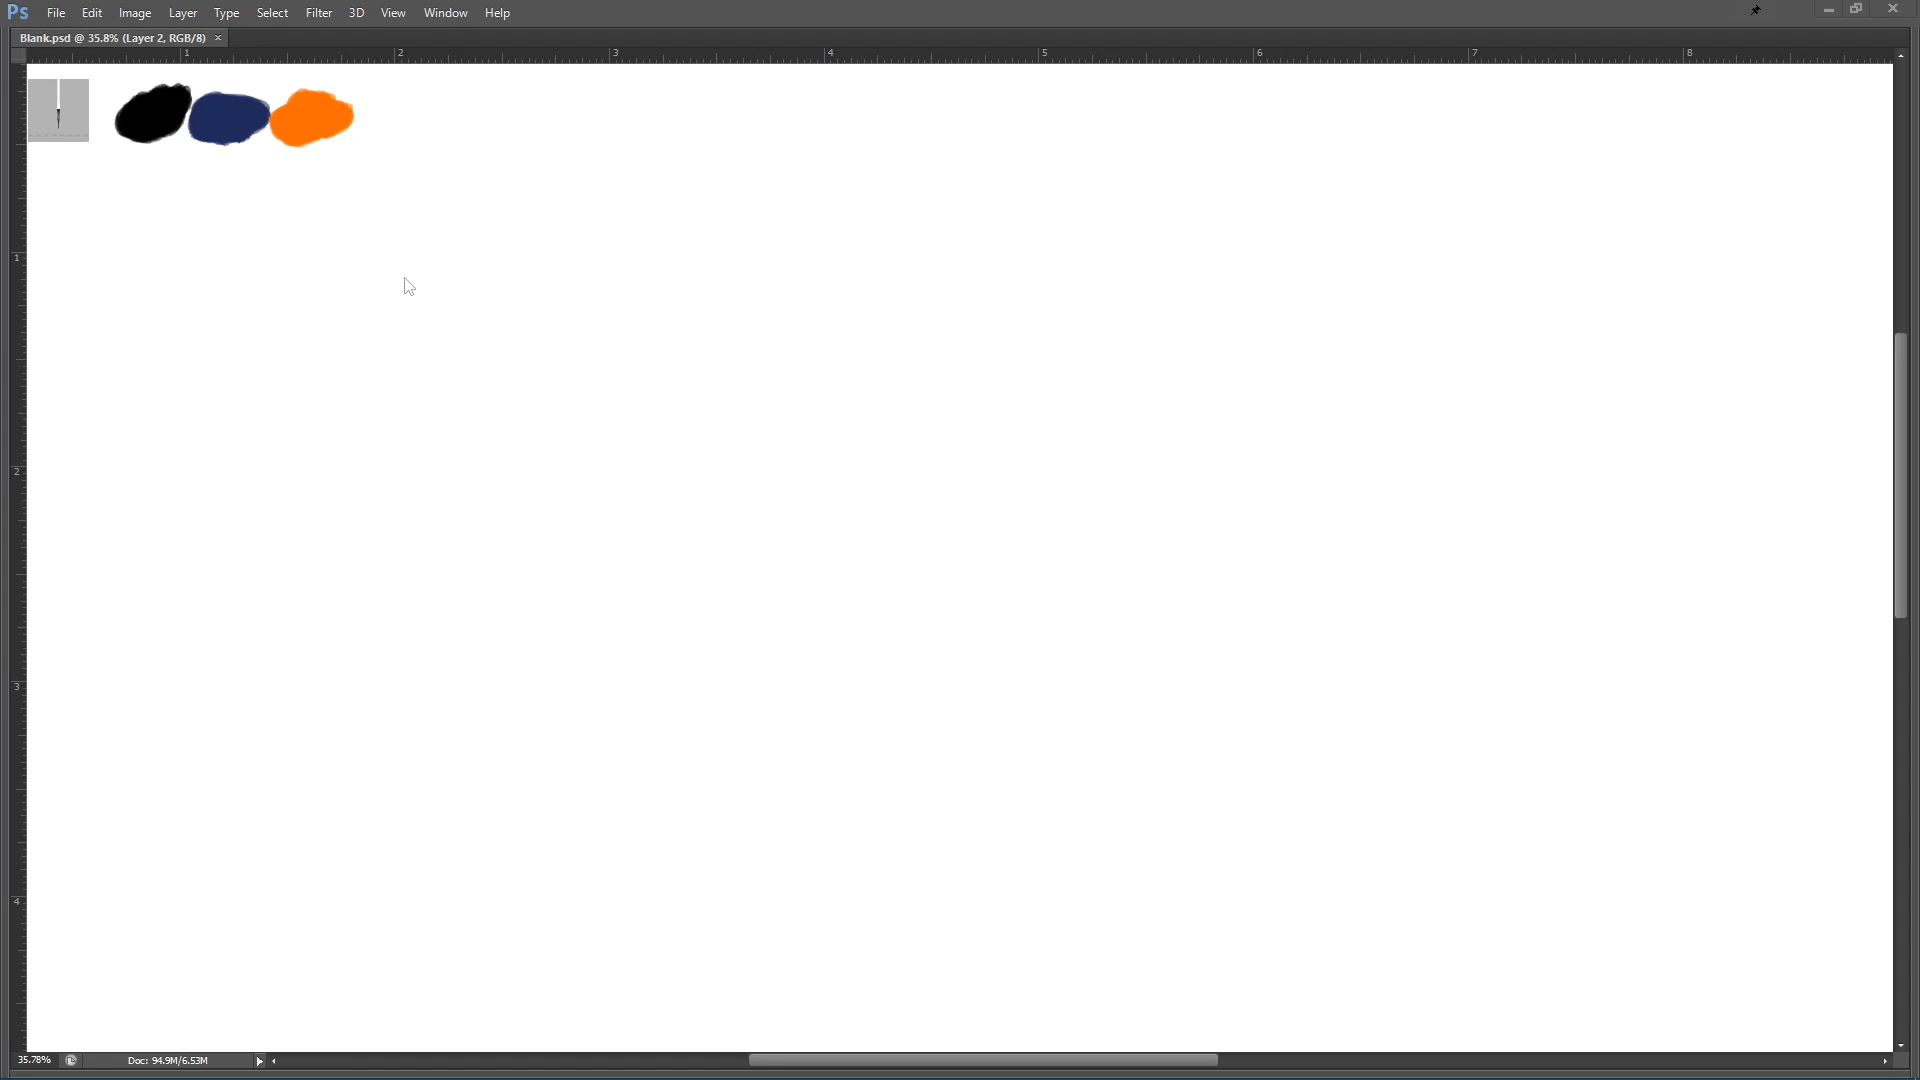 Ps File Edit Image Layer Type Select Filter 3D View Window Help
Blank.psd @ 35.8% (Layer 2, RGB/8) ×
1 2 3 4 5 6 7 8
1
2
3
4
35.78% Doc: 94.9M/6.53M